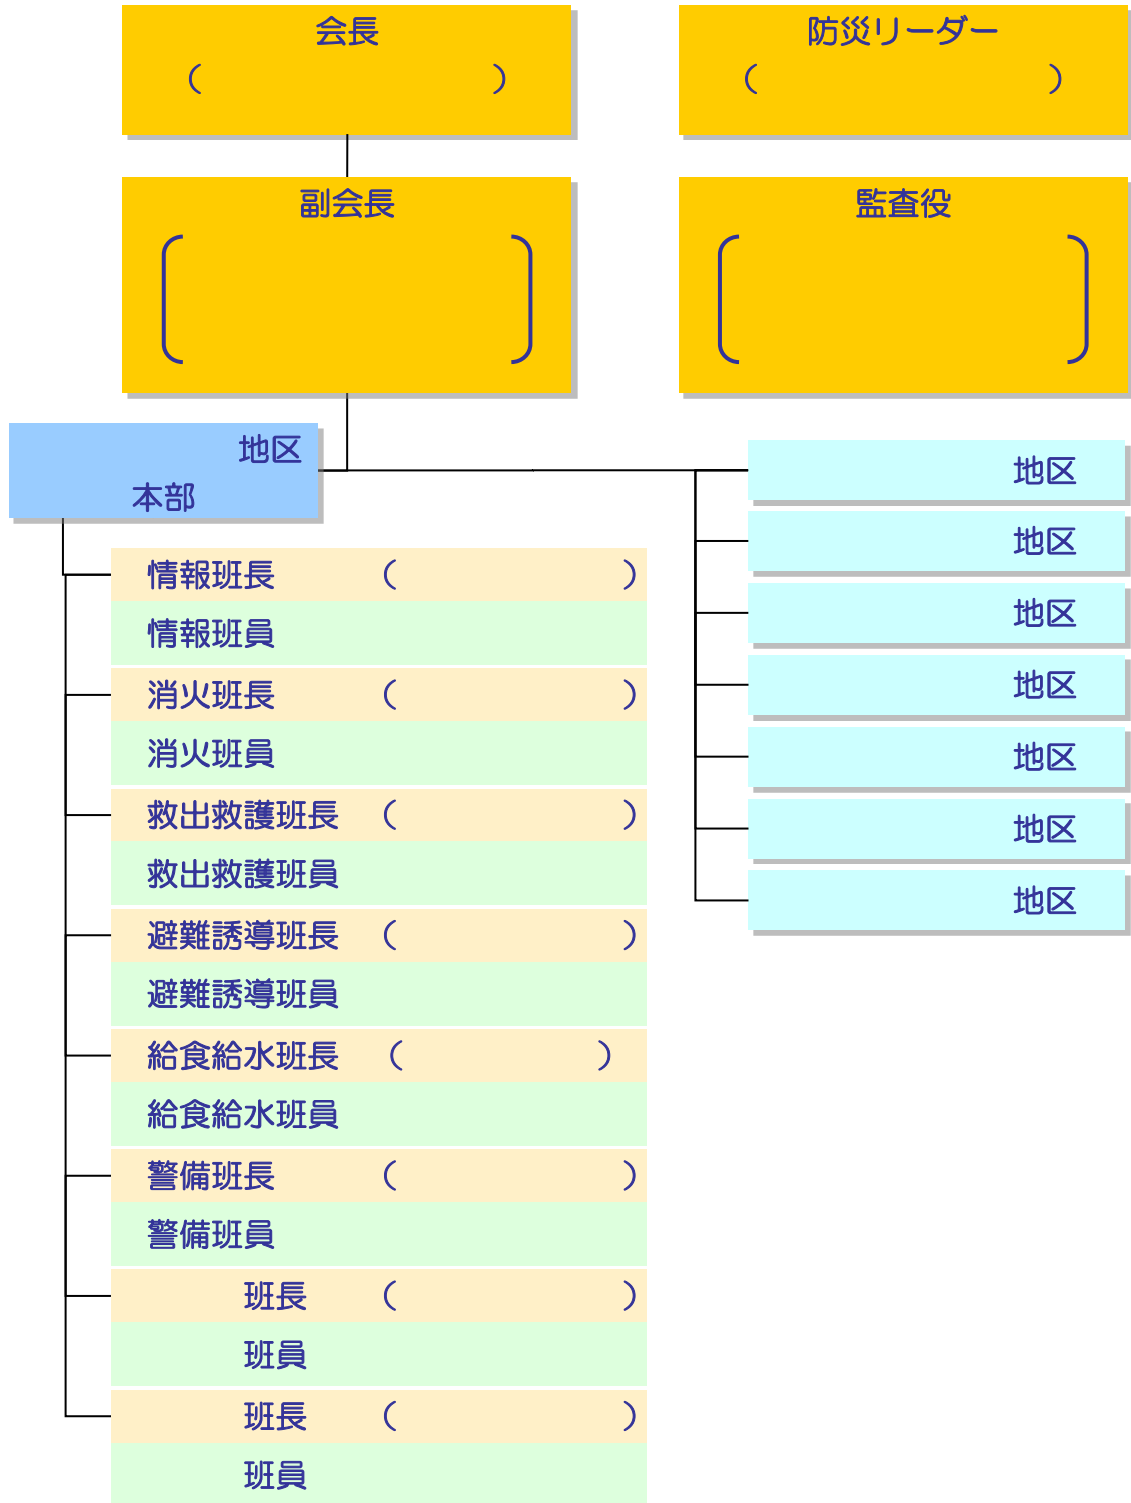 会長
（　　　　　　　　　）
防災リーダー
（　　　　　　　　　）
副会長
〔　　　　　　　　　〕
監査役
〔　　　　　　　　　〕
地区
本部
情報班長　（　　　　　　　）
情報班員
消火班長　（　　　　　　　）
消火班員
救出救護班長　（　　　　　　　）
救出救護班員
避難誘導班長　（　　　　　　　）
避難誘導班員
給食給水班長　（　　　　　　）
給食給水班員
警備班長　（　　　　　　　）
警備班員
班長　（　　　　　　　）
班員
班長　（　　　　　　　）
班員
地区
地区
地区
地区
地区
地区
地区